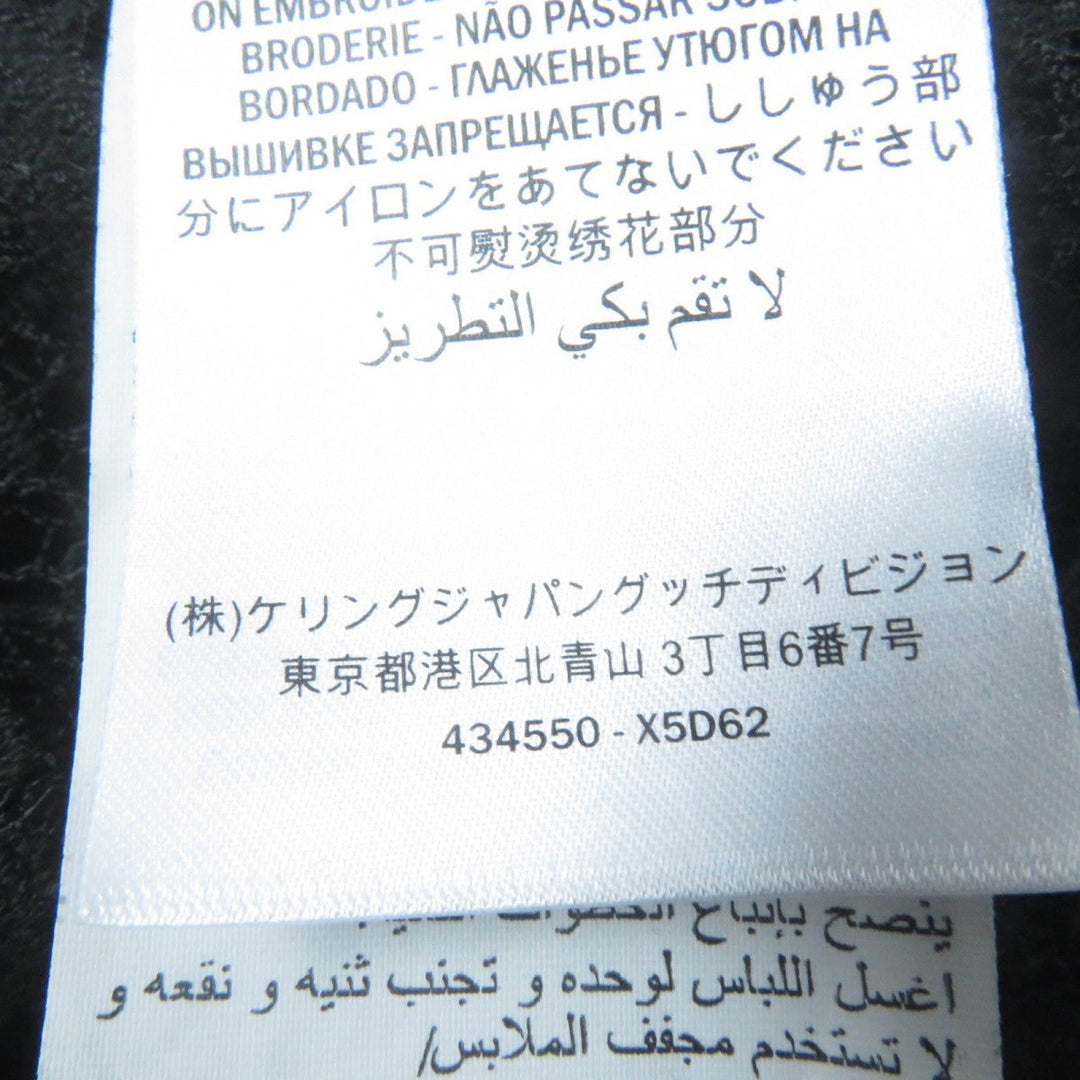 ON
BRODERIE - NÃO PASSAR
BORDADO - ГЛАЖЕНЬЕ УТЮГОМ НА
ВЫШИВКЕ ЗАПРЕЩАЕТСЯ - ししゅう部
分にアイロンをあてないでください
不可熨烫绣花部分
لا تقم بكي التطريز
(株)ケリングジャパングッチディビジョン
東京都港区北青山 3丁目6番7号
434550 - X5D62
ينصح بإتباع
اغسل اللباس لوحده و تجنب ثنيه و نقعه و
لا تستخدم مجفف الملابس/